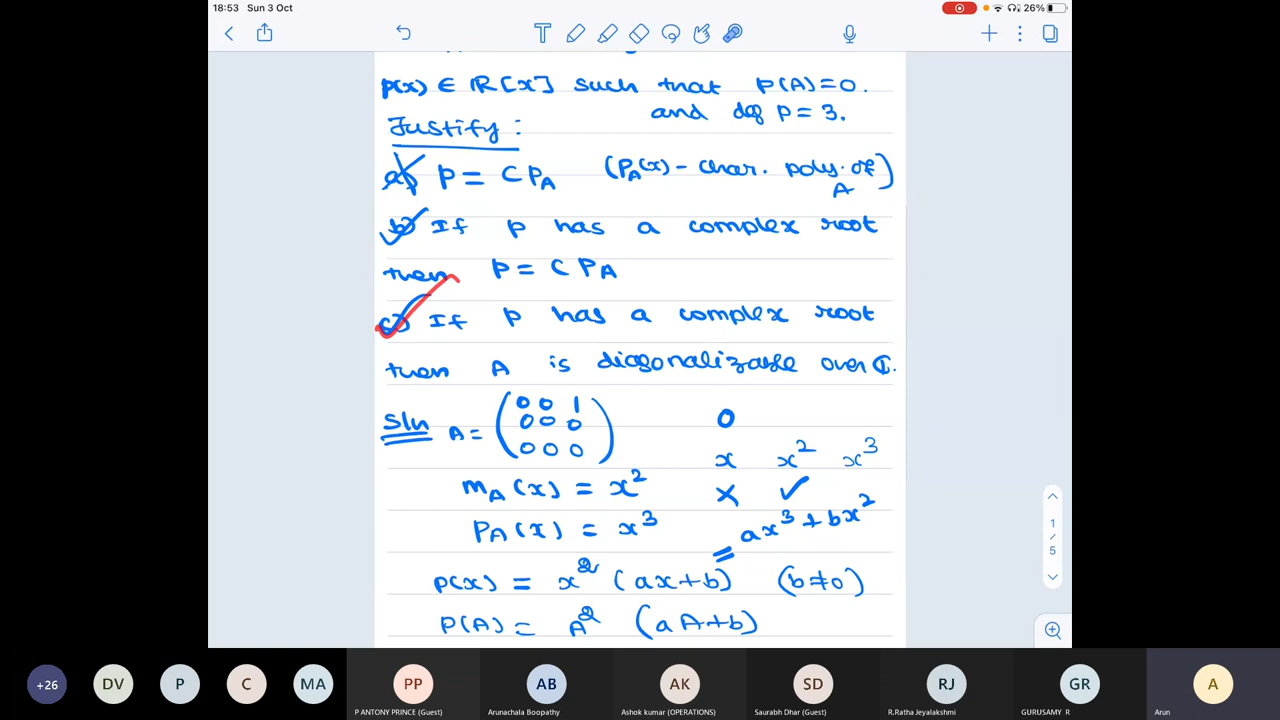 18:53 Sun 3 Oct
26%
p(x) ∈ ℝ[x] such that p(A)=0.
and deg p = 3.
Justify :
a) p = C P_A (P_A(x) - char. poly. of A)
b) If p has a complex root
then p = C P_A
c) If p has a complex root
then A is diagonalizable over ℂ.
Sln A = (0 0 1
0 0 0
0 0 0)
0
x x² x³
m_A(x) = x² × ✓
P_A(x) = x³ = ax³+bx²
p(x) = x² (ax+b) (b≠0)
p(A) = A² (aA+b)
1
/
5
+26
DV
P
C
MA
PP
AB
AK
SD
RJ
GR
A
P ANTONY PRINCE (Guest)
Arunachala Boopathy
Ashok kumar (OPERATIONS)
Saurabh Dhar (Guest)
R.Ratha Jeyalakshmi
GURUSAMY R
Arun